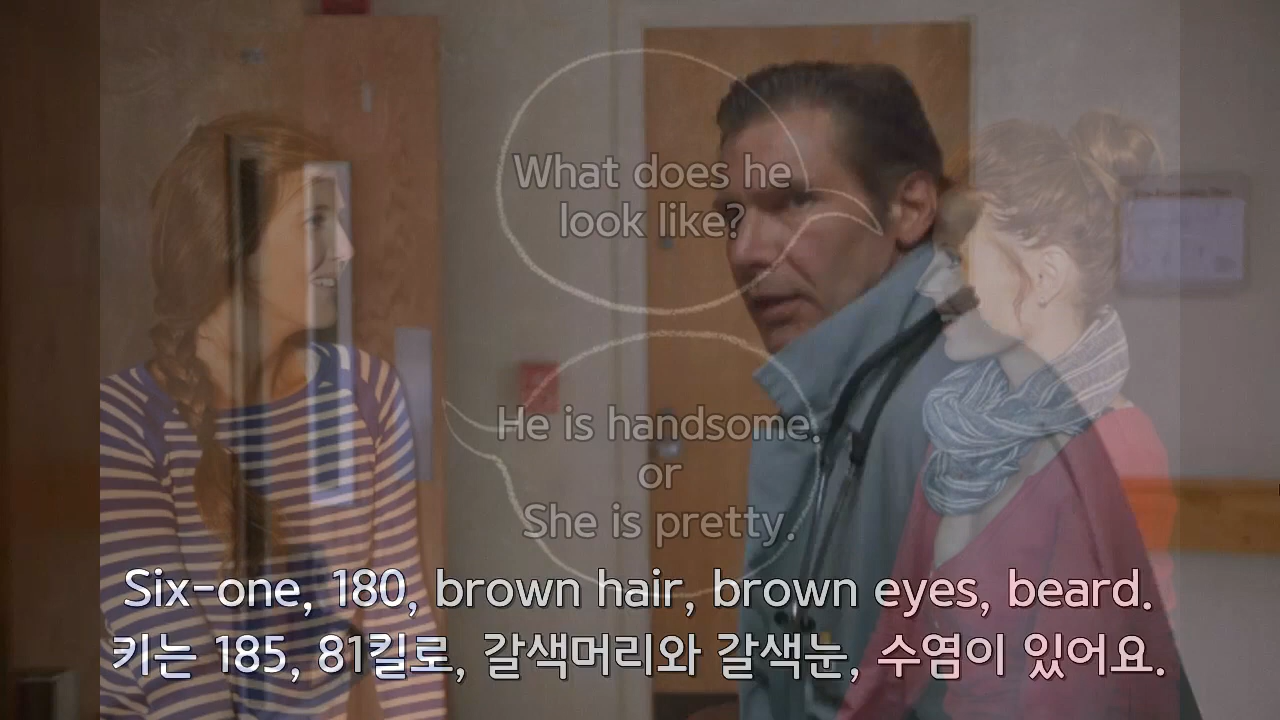 What does he
look like?
He is handsome.
or
She is pretty.
Six-one, 180, brown hair, brown eyes, beard.
키는 185, 81킬로, 갈색머리와 갈색눈, 수염이 있어요.